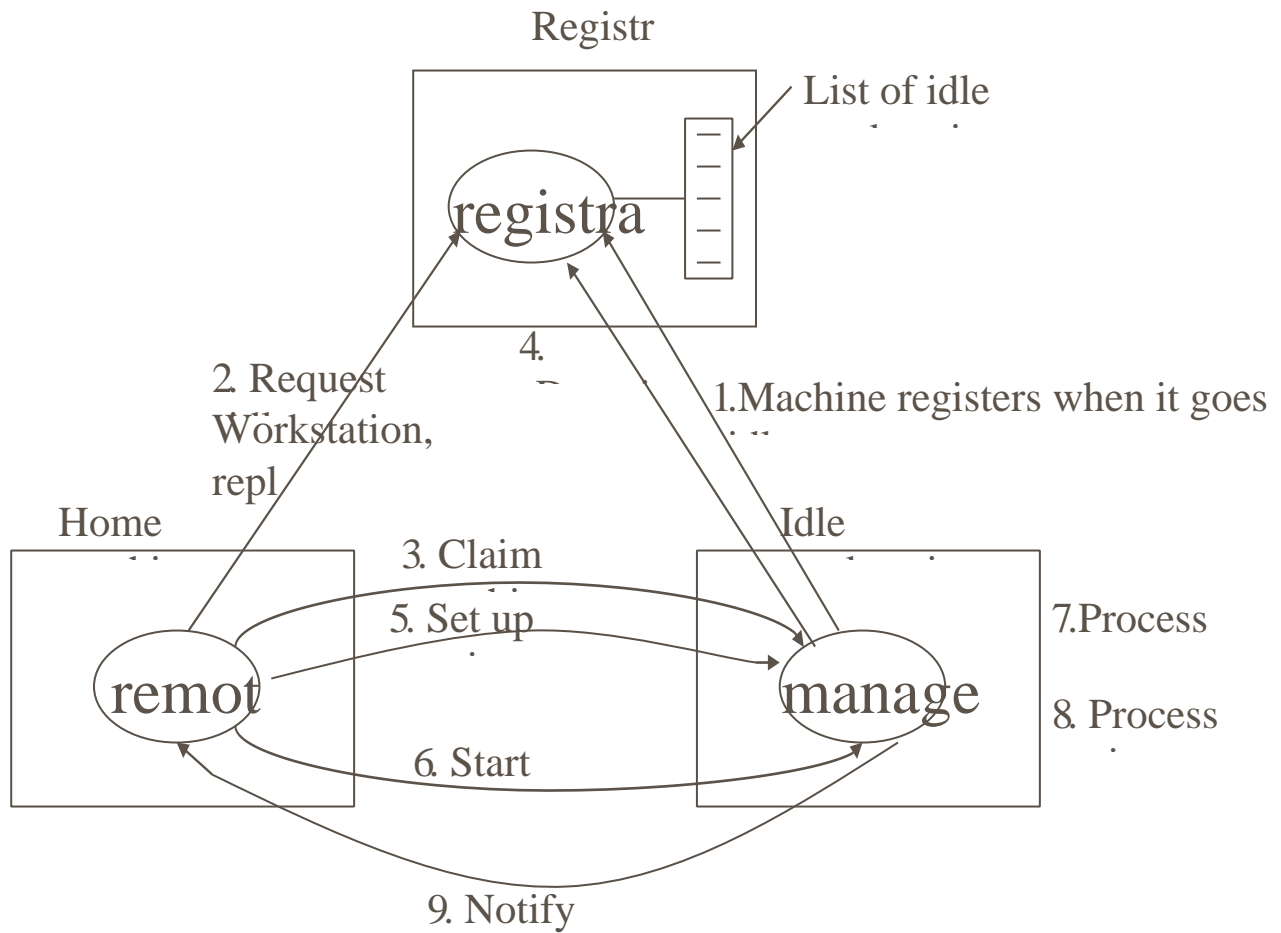 Registr
List of idle
registra
4.
2. Request
Workstation,
repl
1.Machine registers when it goes
Home
Idle
3. Claim
5. Set up
7.Process
remot
manage
8. Process
6. Start
9. Notify